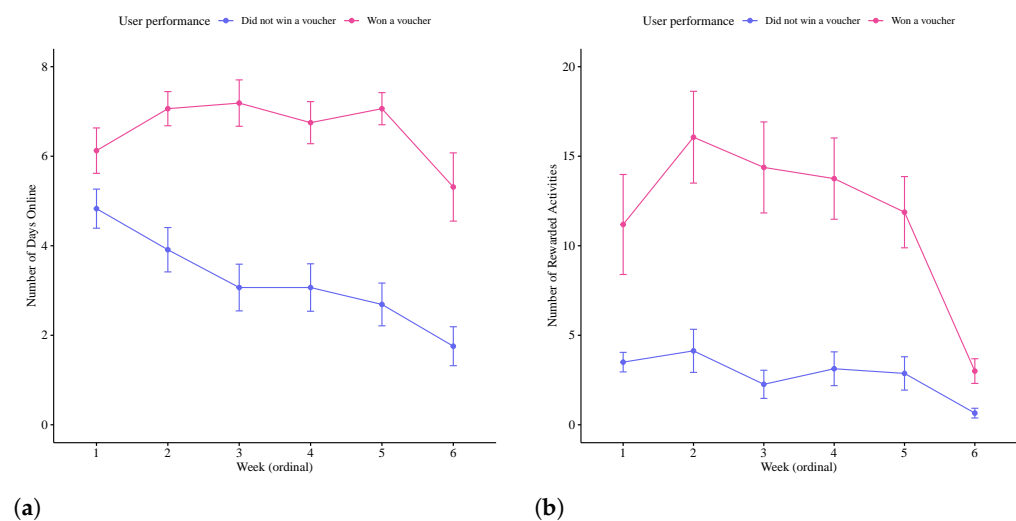 User performance Did not win a voucher Won a voucher
8
6
4
2
0
Number of Days Online
1 2 3 4 5 6
Week (ordinal)
(a)
User performance Did not win a voucher Won a voucher
20
15
10
5
0
Number of Rewarded Activities
1 2 3 4 5 6
Week (ordinal)
(b)